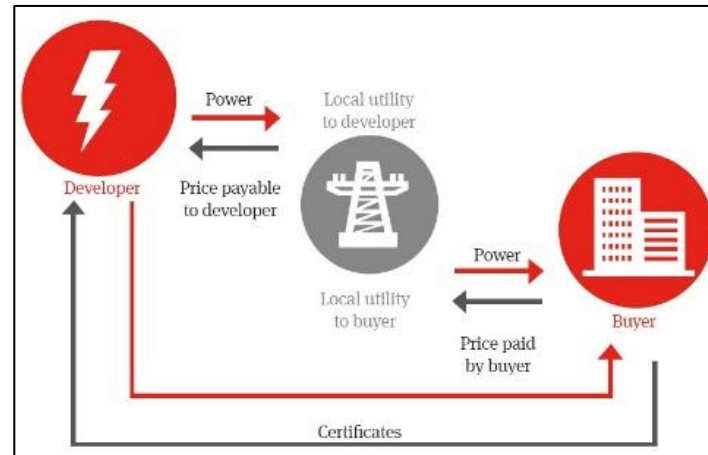 Power
Local utility
to developer
Developer
Price payable
to developer
Power
Local utility
to buyer
Buyer
Price paid
by buyer
Certificates